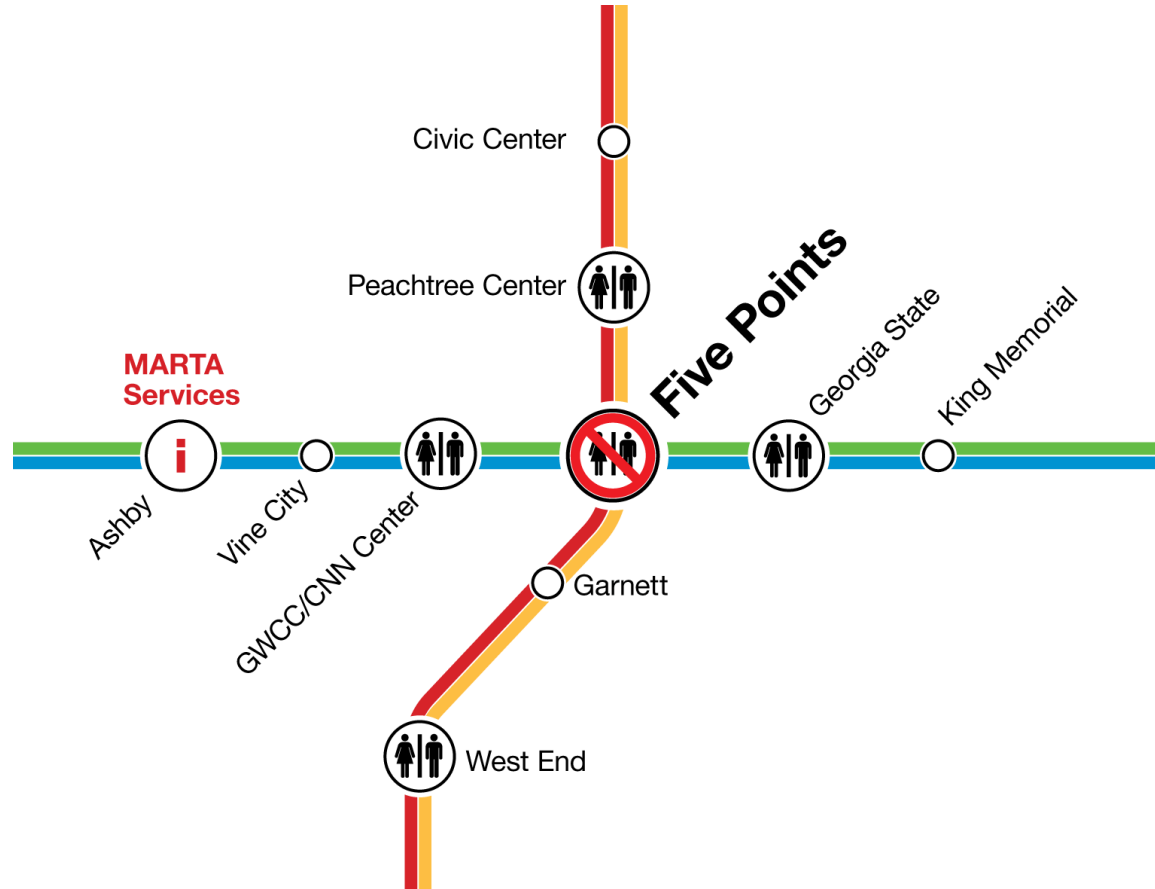 Civic Center
Peachtree Center
Five Points
Georgia State
King Memorial
MARTA
Services
i
Ashby
Vine City
GWCC/CNN Center
Garnett
West End